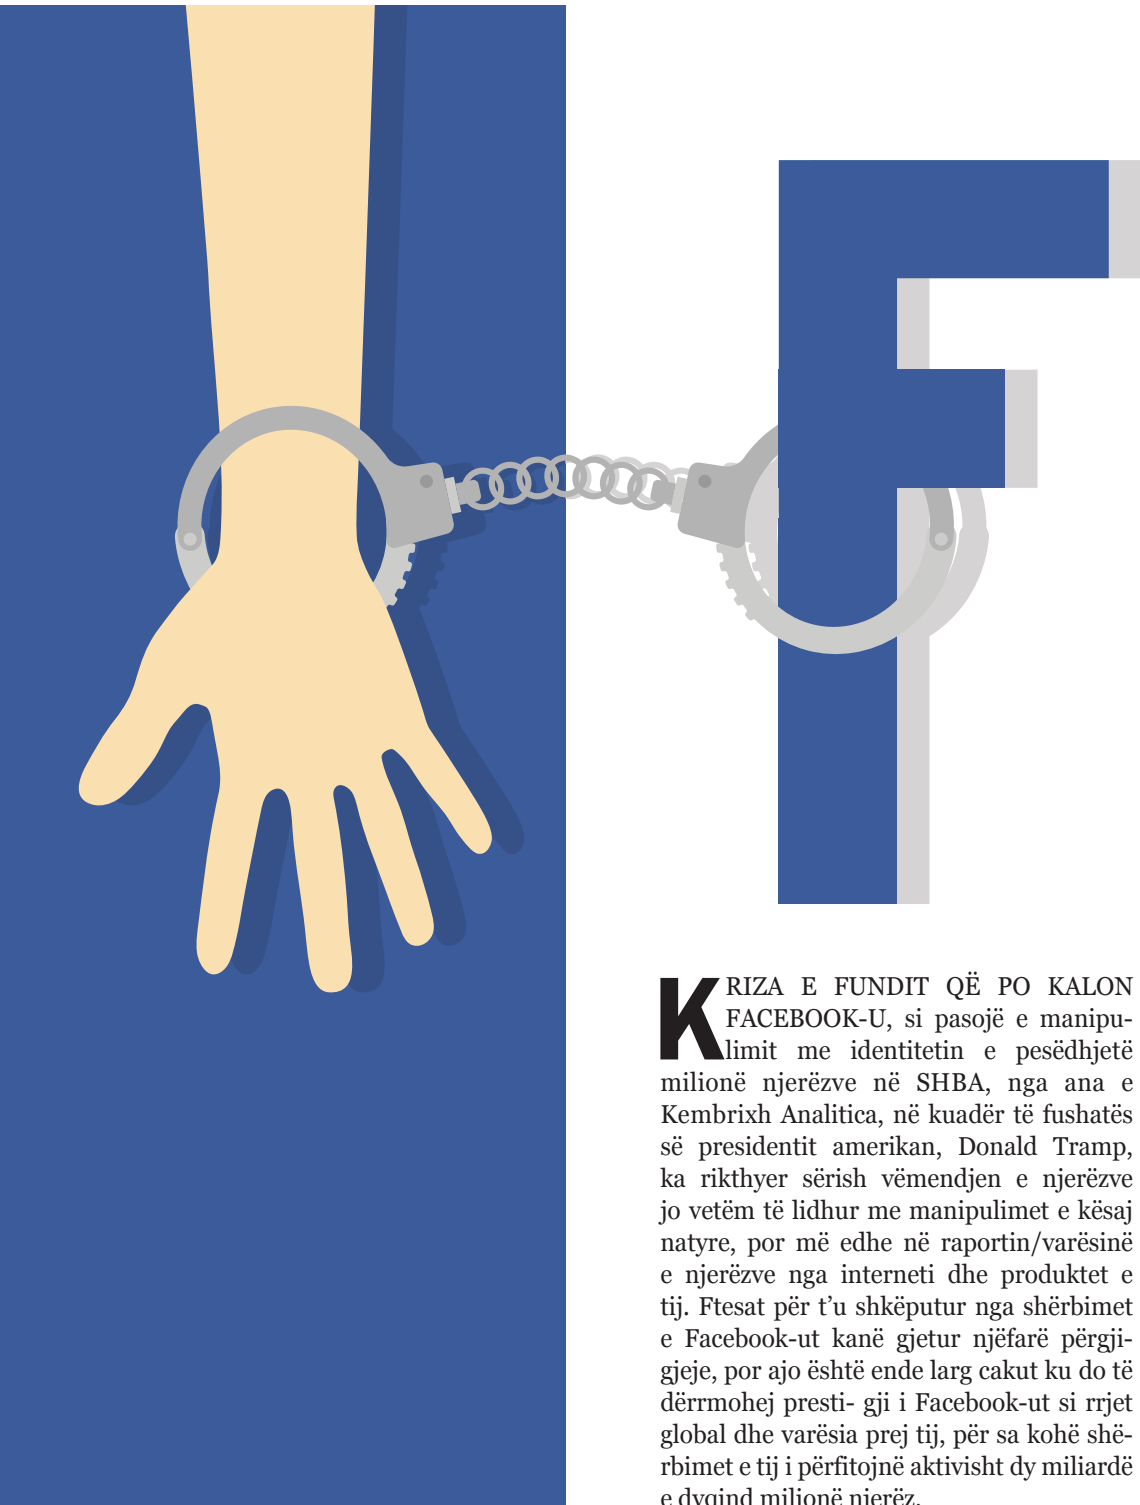 F
KRIZA E FUNDIT QË PO KALON
FACEBOOK-U, si pasojë e manipu-
limit me identitetin e pesëdhjetë
milionë njerëzve në SHBA, nga ana e
Kembrixh Analitica, në kuadër të fushatës
së presidentit amerikan, Donald Tramp,
ka rikthyer sërish vëmendjen e njerëzve
jo vetëm të lidhur me manipulimet e kësaj
natyre, por më edhe në raportin/varësinë
e njerëzve nga interneti dhe produktet e
tij. Ftesat për t’u shkëputur nga shërbimet
e Facebook-ut kanë gjetur njëfarë përgji-
gjeje, por ajo është ende larg cakut ku do të
dërrmohej presti- gji i Facebook-ut si rrjet
global dhe varësia prej tij, për sa kohë shë-
rbimet e tij i përfitojnë aktivisht dy miliardë
e dyqind milionë njerëz.